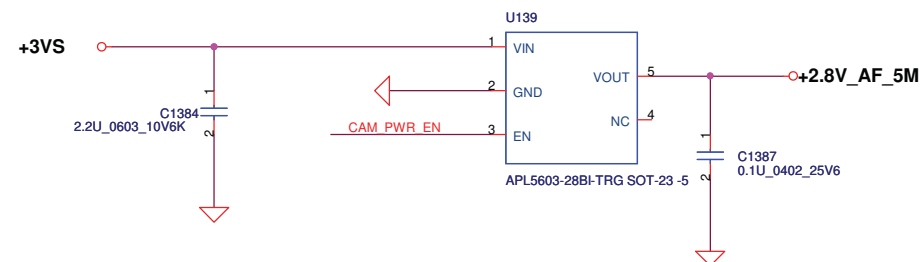 U139
+3VS
1
VIN
VOUT
5
+2.8V_AF_5M
2
GND
1
C1384
2.2U_0603_10V6K
2
NC
4
CAM_PWR_EN
3
EN
1
C1387
0.1U_0402_25V6
2
APL5603-28BI-TRG SOT-23 -5